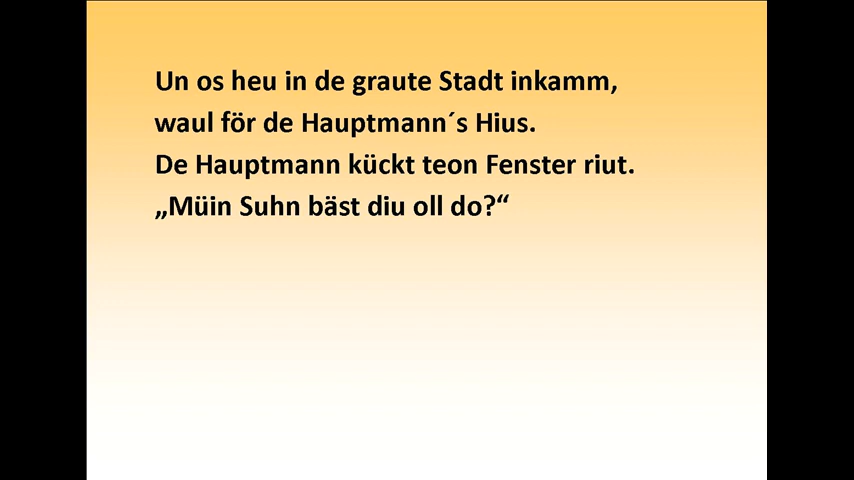 Un os heu in de graute Stadt inkamm,
waul för de Hauptmann´s Hius.
De Hauptmann kückt teon Fenster riut.
„Müin Suhn bäst diu oll do?“